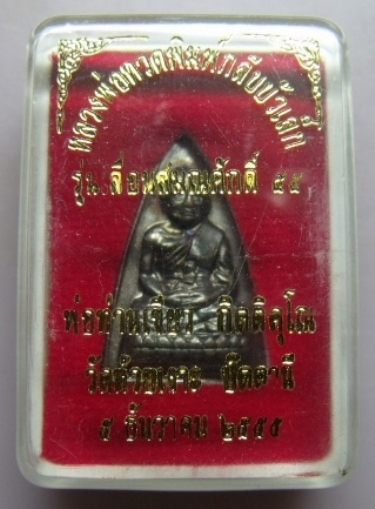 หลวงพ่อทวดพิมพ์กลีบบัวเล็ก
รุ่น เลื่อนสมณศักดิ์ ๕๕
พ่อท่านเขียว กิตติคุโณ
วัดห้วยเงาะ ปัตตานี
๕ ธันวาคม ๒๕๕๕